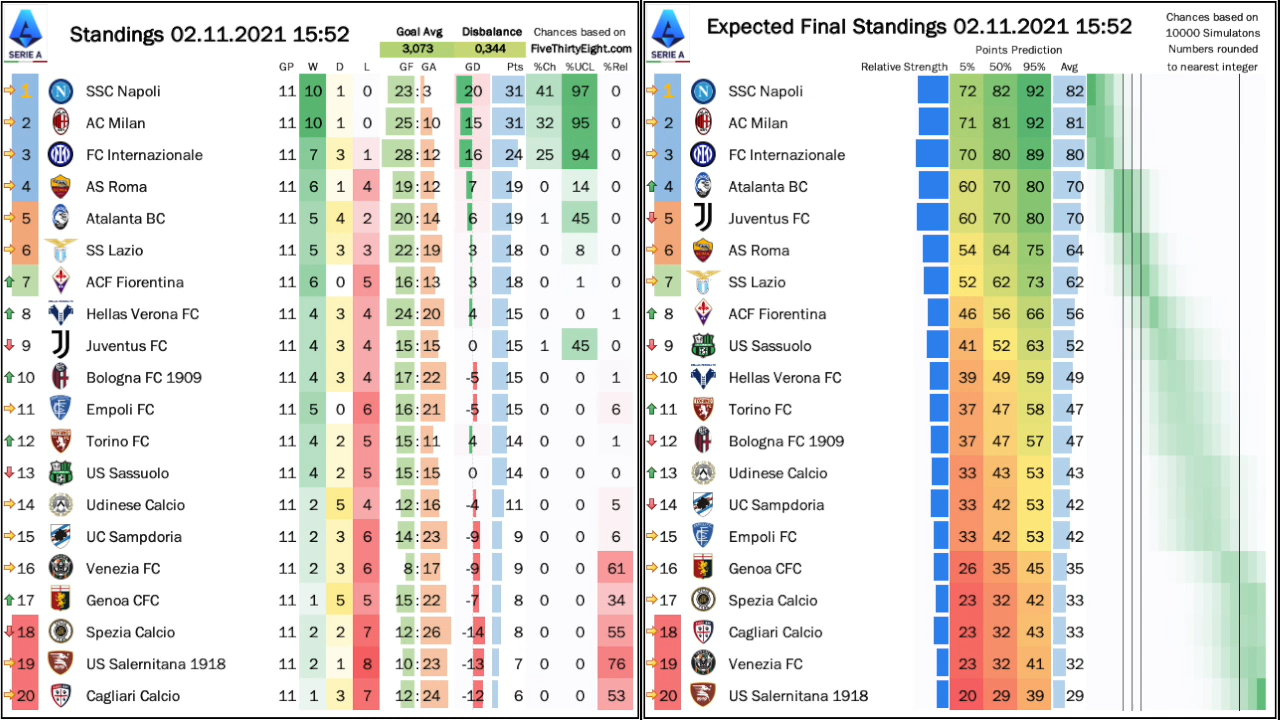 Standings 02.11.2021 15:52
SERIE A
Goal Avg Disbalance Chances based on
3,073 0,344 FiveThirtyEight.com
GP W D L GF GA GD Pts %Ch %UCL %Rel
1 SSC Napoli 11 10 1 0 23:3 20 31 41 97 0
2 AC Milan 11 10 1 0 25:10 15 31 32 95 0
3 FC Internazionale 11 7 3 1 28:12 16 24 25 94 0
4 AS Roma 11 6 1 4 19:12 7 19 0 14 0
5 Atalanta BC 11 5 4 2 20:14 6 19 1 45 0
6 SS Lazio 11 5 3 3 22:19 3 18 0 8 0
7 ACF Fiorentina 11 6 0 5 16:13 3 18 0 1 0
8 Hellas Verona FC 11 4 3 4 24:20 4 15 0 0 1
9 Juventus FC 11 4 3 4 15:15 0 15 1 45 0
10 Bologna FC 1909 11 4 3 4 17:22 -5 15 0 0 1
11 Empoli FC 11 5 0 6 16:21 -5 15 0 0 6
12 Torino FC 11 4 2 5 15:11 4 14 0 0 1
13 US Sassuolo 11 4 2 5 15:15 0 14 0 0 0
14 Udinese Calcio 11 2 5 4 12:16 -4 11 0 0 5
15 UC Sampdoria 11 2 3 6 14:23 -9 9 0 0 6
16 Venezia FC 11 2 3 6 8:17 -9 9 0 0 61
17 Genoa CFC 11 1 5 5 15:22 -7 8 0 0 34
18 Spezia Calcio 11 2 2 7 12:26 -14 8 0 0 55
19 US Salernitana 1918 11 2 1 8 10:23 -13 7 0 0 76
20 Cagliari Calcio 11 1 3 7 12:24 -12 6 0 0 53
Expected Final Standings 02.11.2021 15:52
SERIE A
Chances based on
10000 Simulatons
Numbers rounded
to nearest integer
Points Prediction
Relative Strength 5% 50% 95% Avg
1 SSC Napoli 72 82 92 82
2 AC Milan 71 81 92 81
3 FC Internazionale 70 80 89 80
4 Atalanta BC 60 70 80 70
5 Juventus FC 60 70 80 70
6 AS Roma 54 64 75 64
7 SS Lazio 52 62 73 62
8 ACF Fiorentina 46 56 66 56
9 US Sassuolo 41 52 63 52
10 Hellas Verona FC 39 49 59 49
11 Torino FC 37 47 58 47
12 Bologna FC 1909 37 47 57 47
13 Udinese Calcio 33 43 53 43
14 UC Sampdoria 33 42 53 42
15 Empoli FC 33 42 53 42
16 Genoa CFC 26 35 45 35
17 Spezia Calcio 23 32 42 33
18 Cagliari Calcio 23 32 43 33
19 Venezia FC 23 32 41 32
20 US Salernitana 1918 20 29 39 29